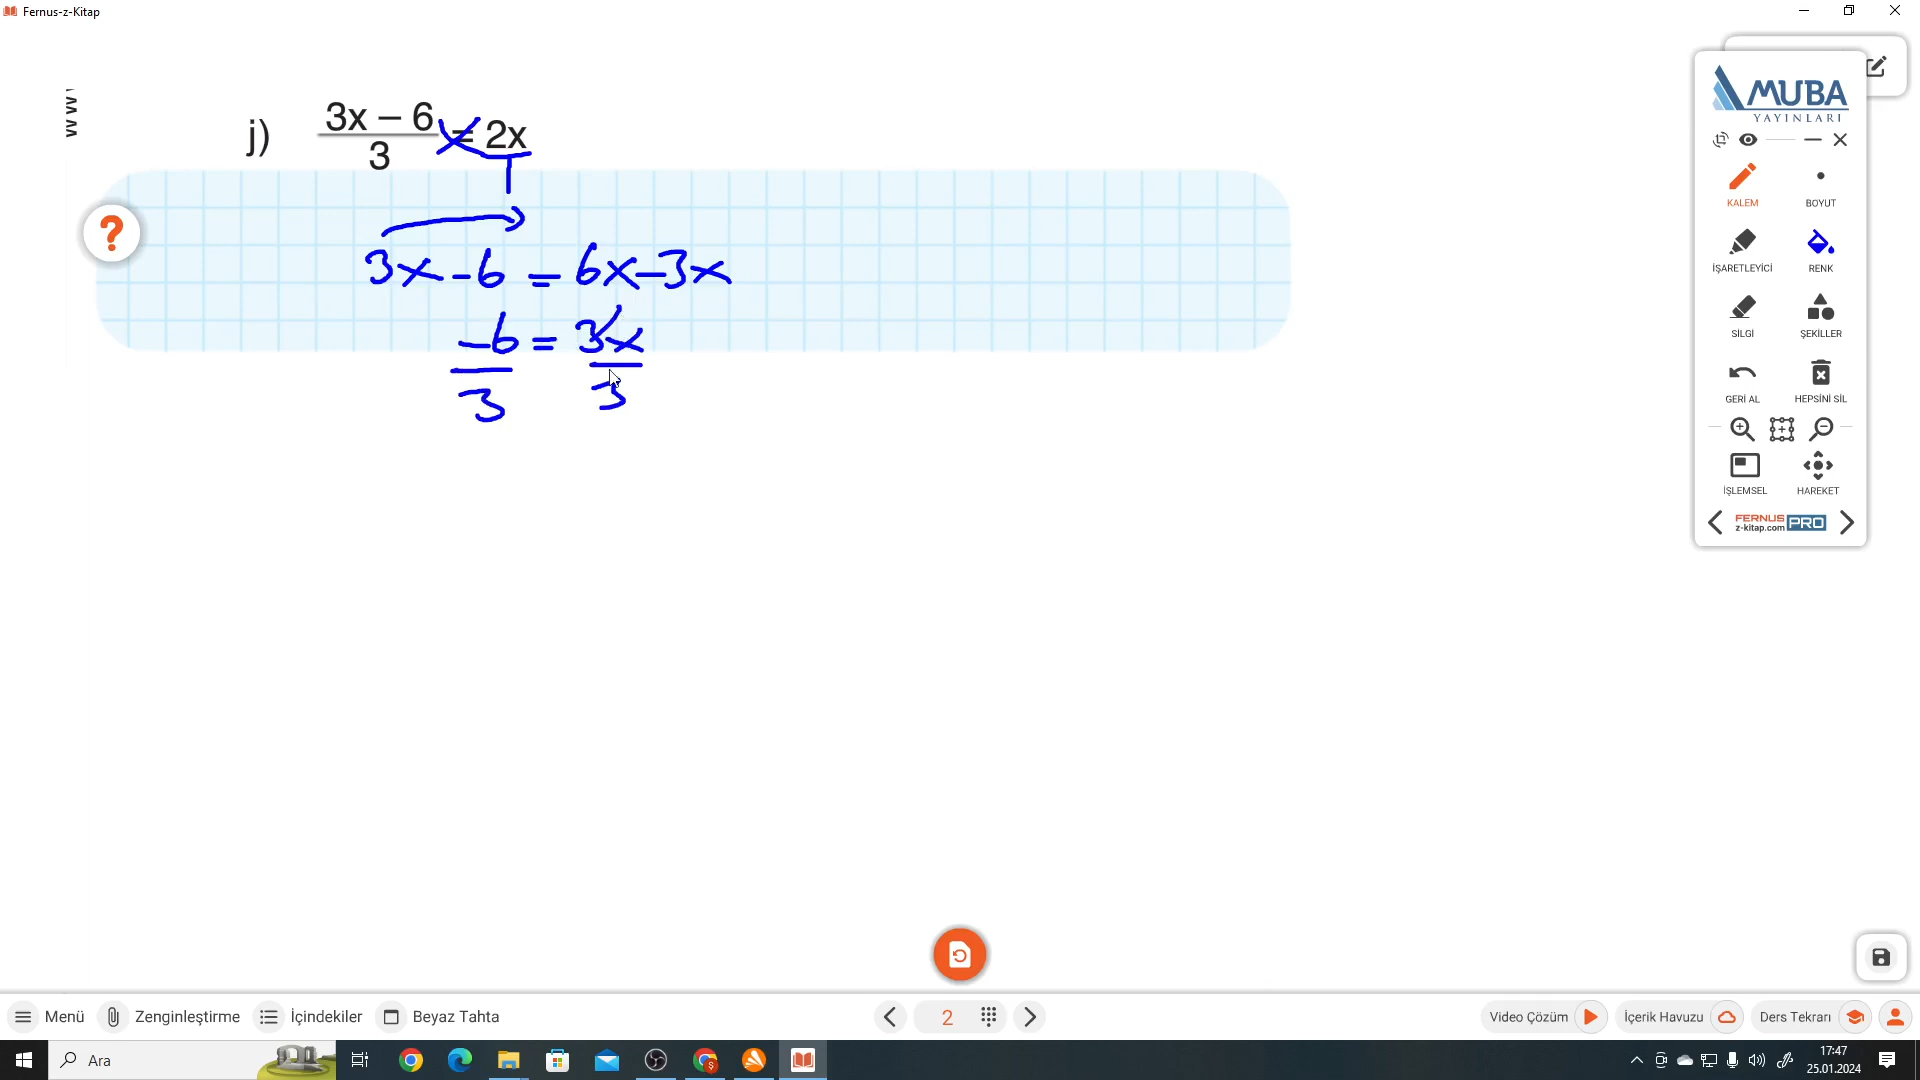 Fernus-z-Kitap
www
j) 3x – 6 / 3 = 2x
3x - 6 = 6x - 3x
-6 = 3x
3 3
?
MUBA
YAYINLARI
KALEM BOYUT
İŞARETLEYİCİ RENK
SİLGİ ŞEKİLLER
GERİ AL HEPSİNİ SİL
İŞLEMSEL HAREKET
FERNUS PRO
z-kitap.com
Menü Zenginleştirme İçindekiler Beyaz Tahta 2 Video Çözüm İçerik Havuzu Ders Tekrarı
Ara
17:47
25.01.2024